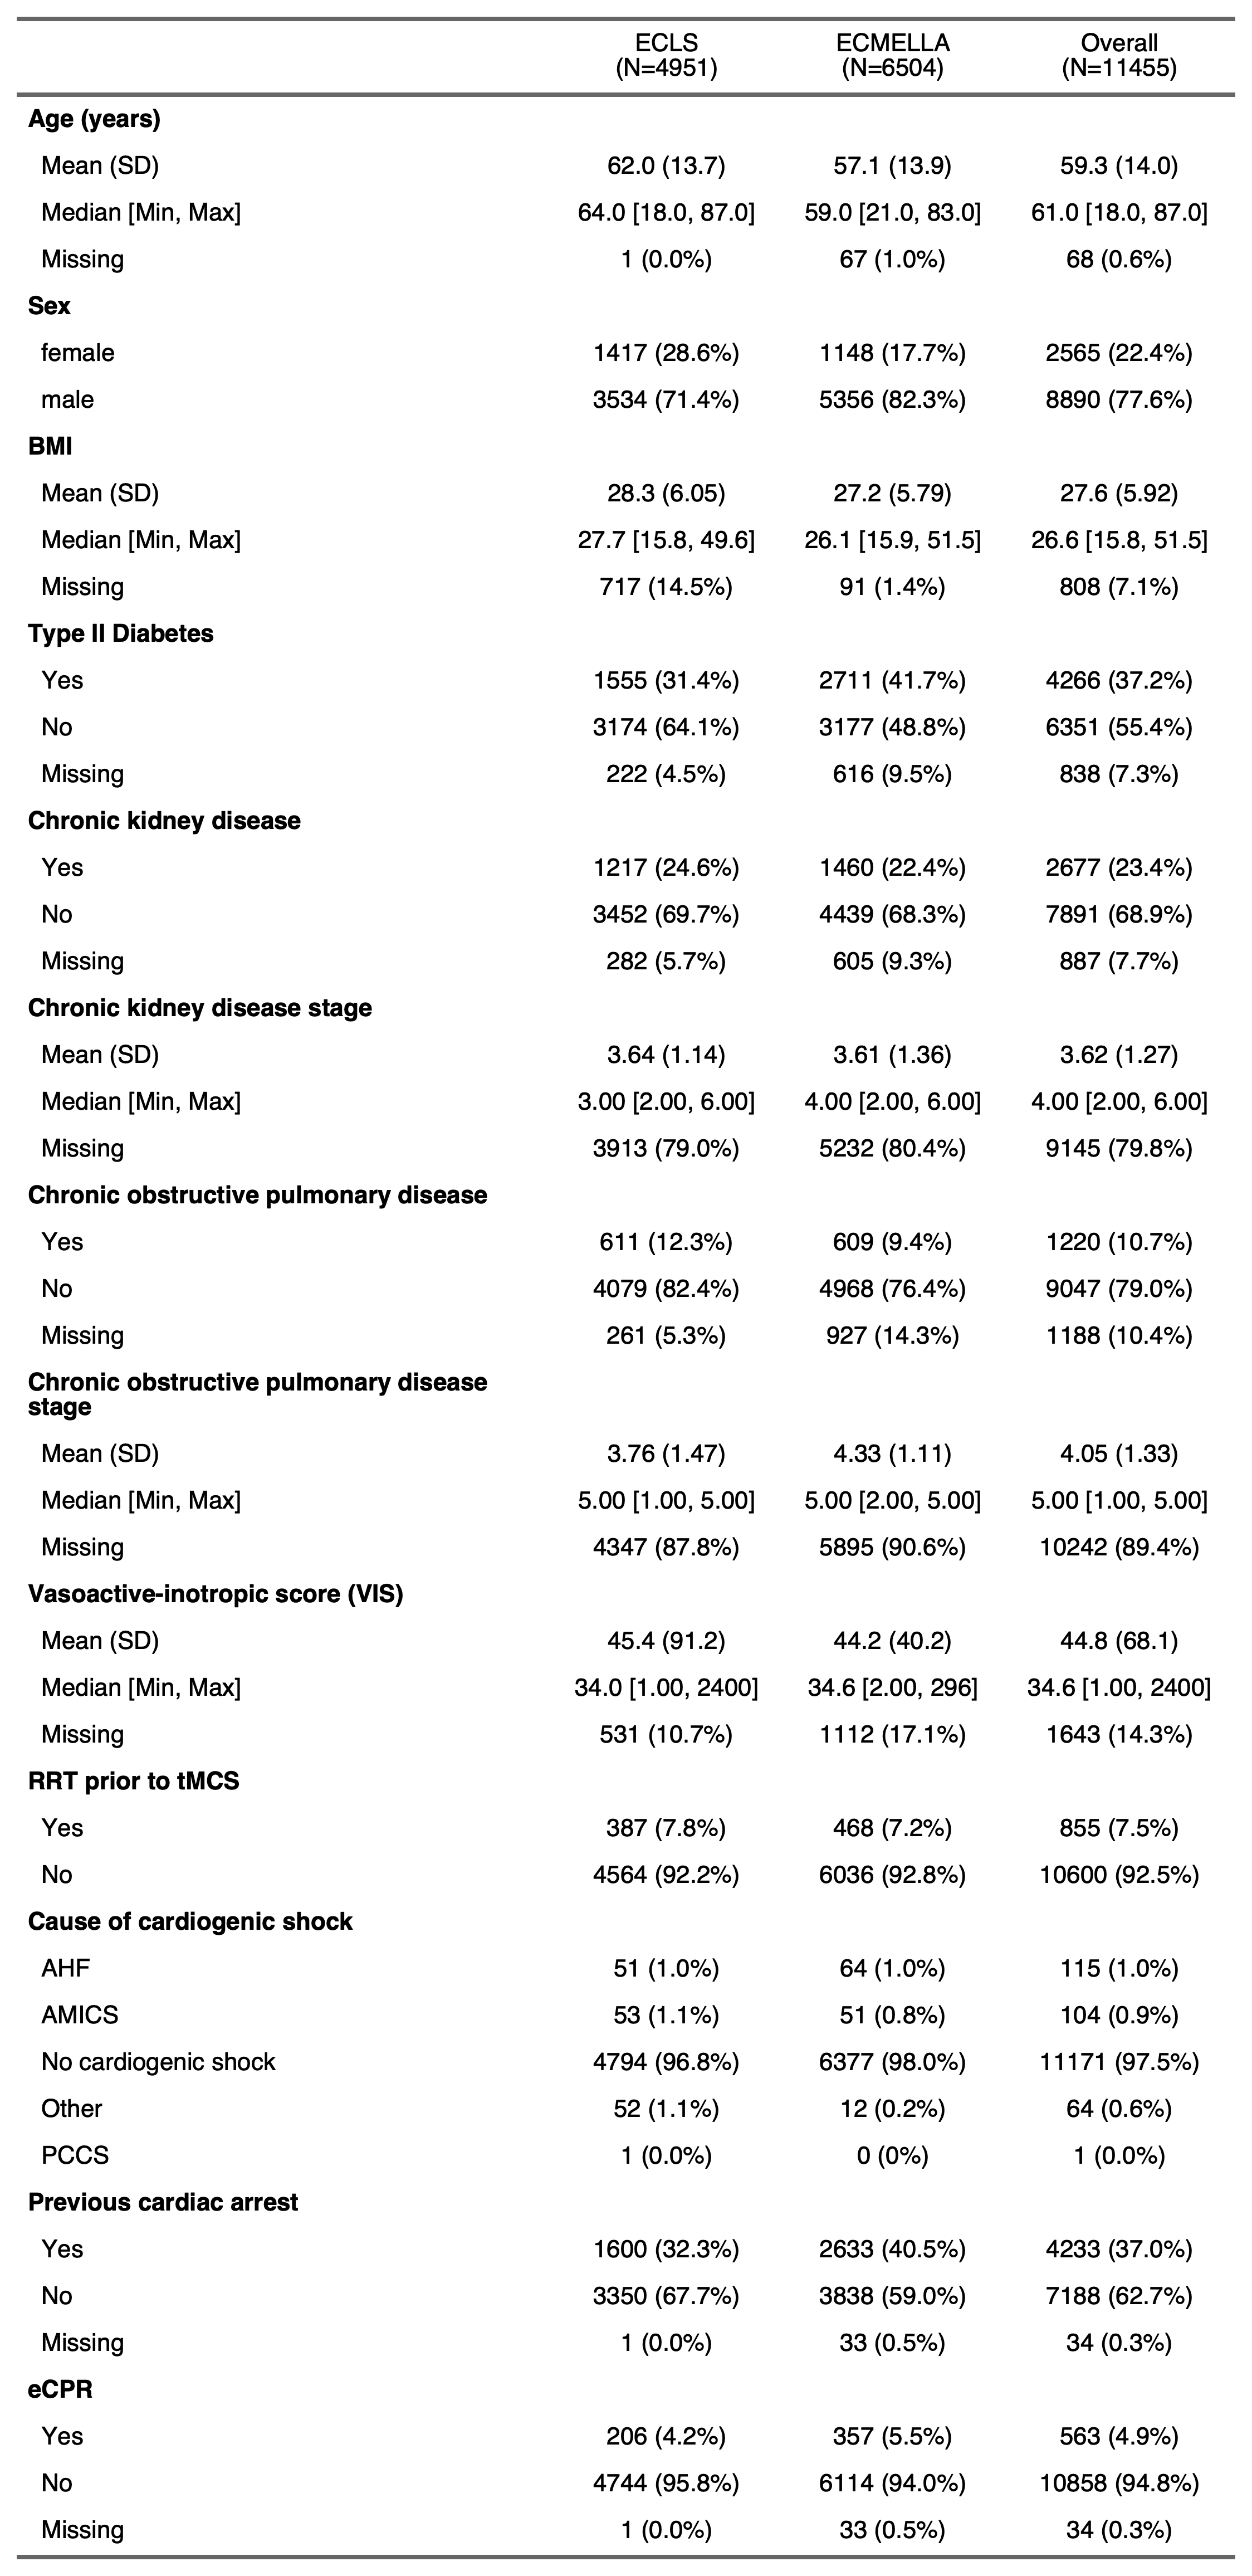 ECLS ECMELLA Overall
(N=4951) (N=6504) (N=11455)
Age (years)
Mean (SD) 62.0 (13.7) 57.1 (13.9) 59.3 (14.0)
Median [Min, Max] 64.0 [18.0, 87.0] 59.0 [21.0, 83.0] 61.0 [18.0, 87.0]
Missing 1 (0.0%) 67 (1.0%) 68 (0.6%)
Sex
female 1417 (28.6%) 1148 (17.7%) 2565 (22.4%)
male 3534 (71.4%) 5356 (82.3%) 8890 (77.6%)
BMI
Mean (SD) 28.3 (6.05) 27.2 (5.79) 27.6 (5.92)
Median [Min, Max] 27.7 [15.8, 49.6] 26.1 [15.9, 51.5] 26.6 [15.8, 51.5]
Missing 717 (14.5%) 91 (1.4%) 808 (7.1%)
Type II Diabetes
Yes 1555 (31.4%) 2711 (41.7%) 4266 (37.2%)
No 3174 (64.1%) 3177 (48.8%) 6351 (55.4%)
Missing 222 (4.5%) 616 (9.5%) 838 (7.3%)
Chronic kidney disease
Yes 1217 (24.6%) 1460 (22.4%) 2677 (23.4%)
No 3452 (69.7%) 4439 (68.3%) 7891 (68.9%)
Missing 282 (5.7%) 605 (9.3%) 887 (7.7%)
Chronic kidney disease stage
Mean (SD) 3.64 (1.14) 3.61 (1.36) 3.62 (1.27)
Median [Min, Max] 3.00 [2.00, 6.00] 4.00 [2.00, 6.00] 4.00 [2.00, 6.00]
Missing 3913 (79.0%) 5232 (80.4%) 9145 (79.8%)
Chronic obstructive pulmonary disease
Yes 611 (12.3%) 609 (9.4%) 1220 (10.7%)
No 4079 (82.4%) 4968 (76.4%) 9047 (79.0%)
Missing 261 (5.3%) 927 (14.3%) 1188 (10.4%)
Chronic obstructive pulmonary disease
stage
Mean (SD) 3.76 (1.47) 4.33 (1.11) 4.05 (1.33)
Median [Min, Max] 5.00 [1.00, 5.00] 5.00 [2.00, 5.00] 5.00 [1.00, 5.00]
Missing 4347 (87.8%) 5895 (90.6%) 10242 (89.4%)
Vasoactive-inotropic score (VIS)
Mean (SD) 45.4 (91.2) 44.2 (40.2) 44.8 (68.1)
Median [Min, Max] 34.0 [1.00, 2400] 34.6 [2.00, 296] 34.6 [1.00, 2400]
Missing 531 (10.7%) 1112 (17.1%) 1643 (14.3%)
RRT prior to tMCS
Yes 387 (7.8%) 468 (7.2%) 855 (7.5%)
No 4564 (92.2%) 6036 (92.8%) 10600 (92.5%)
Cause of cardiogenic shock
AHF 51 (1.0%) 64 (1.0%) 115 (1.0%)
AMICS 53 (1.1%) 51 (0.8%) 104 (0.9%)
No cardiogenic shock 4794 (96.8%) 6377 (98.0%) 11171 (97.5%)
Other 52 (1.1%) 12 (0.2%) 64 (0.6%)
PCCS 1 (0.0%) 0 (0%) 1 (0.0%)
Previous cardiac arrest
Yes 1600 (32.3%) 2633 (40.5%) 4233 (37.0%)
No 3350 (67.7%) 3838 (59.0%) 7188 (62.7%)
Missing 1 (0.0%) 33 (0.5%) 34 (0.3%)
eCPR
Yes 206 (4.2%) 357 (5.5%) 563 (4.9%)
No 4744 (95.8%) 6114 (94.0%) 10858 (94.8%)
Missing 1 (0.0%) 33 (0.5%) 34 (0.3%)